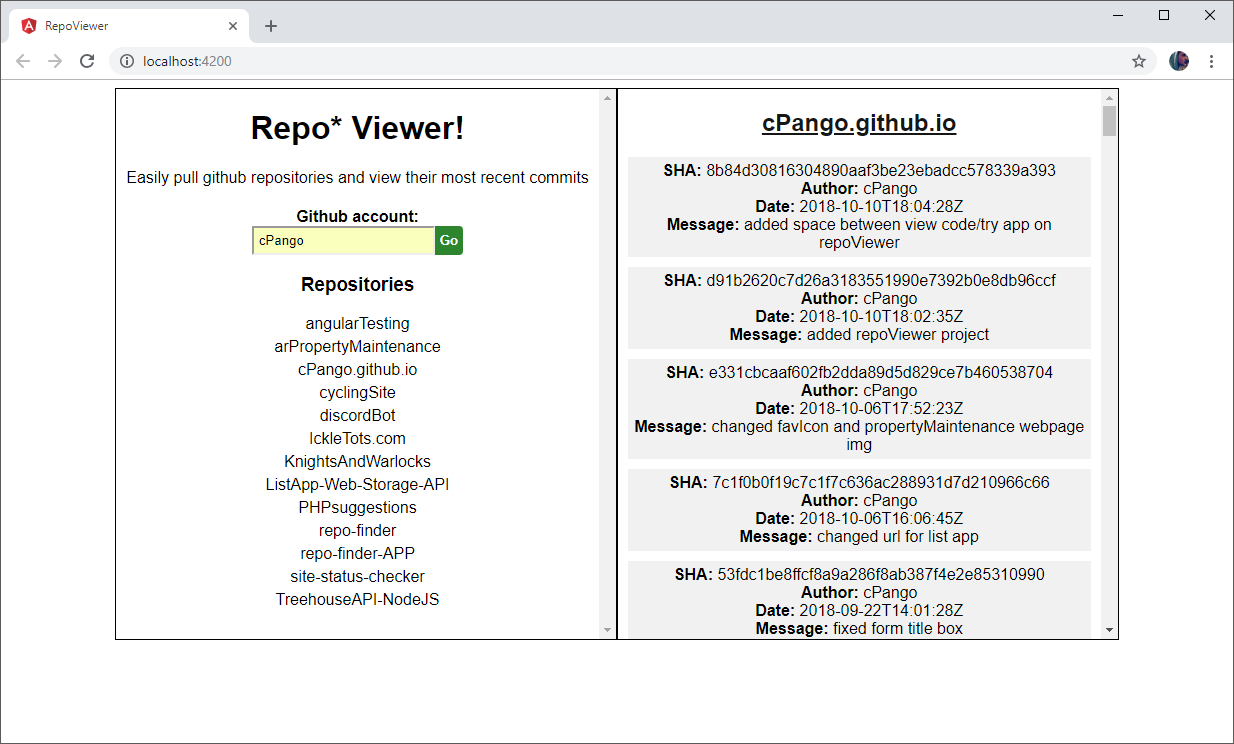 RepoViewer
localhost:4200
Repo* Viewer!
Easily pull github repositories and view their most recent commits
Github account:
cPango Go
Repositories
angularTesting
arPropertyMaintenance
cPango.github.io
cyclingSite
discordBot
IckleTots.com
KnightsAndWarlocks
ListApp-Web-Storage-API
PHPsuggestions
repo-finder
repo-finder-APP
site-status-checker
TreehouseAPI-NodeJS
cPango.github.io
SHA: 8b84d30816304890aaf3be23ebadcc578339a393
Author: cPango
Date: 2018-10-10T18:04:28Z
Message: added space between view code/try app on
repoViewer
SHA: d91b2620c7d26a3183551990e7392b0e8db96ccf
Author: cPango
Date: 2018-10-10T18:02:35Z
Message: added repoViewer project
SHA: e331cbcaaf602fb2dda89d5d829ce7b460538704
Author: cPango
Date: 2018-10-06T17:52:23Z
Message: changed favIcon and propertyMaintenance webpage
img
SHA: 7c1f0b0f19c7c1f7c636ac288931d7d210966c66
Author: cPango
Date: 2018-10-06T16:06:45Z
Message: changed url for list app
SHA: 53fdc1be8ffcf8a9a286f8ab387f4e2e85310990
Author: cPango
Date: 2018-09-22T14:01:28Z
Message: fixed form title box